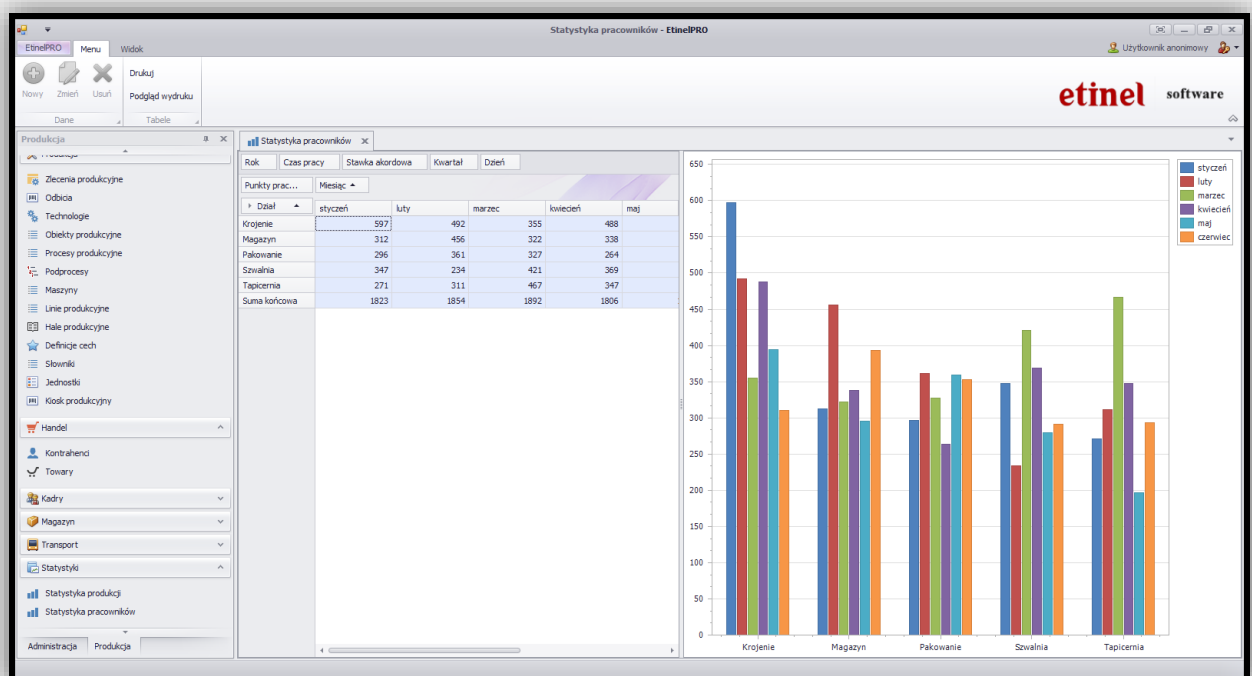 Statystyka pracowników - EtinelPRO
EtinelPRO Menu Widok
Użytkownik anonimowy
Nowy Zmień Usuń
Drukuj
Podgląd wydruku
Dane Tabele
etinel software
Produkcja
Zlecenia produkcyjne
Odbicia
Technologie
Obiekty produkcyjne
Procesy produkcyjne
Podprocesy
Maszyny
Linie produkcyjne
Hale produkcyjne
Definicje cech
Słowniki
Jednostki
Kiosk produkcyjny
Handel
Kontrahenci
Towary
Kadry
Magazyn
Transport
Statystyki
Statystyka produkcji
Statystyka pracowników
Administracja Produkcja
Statystyka pracowników
Rok Czas pracy Stawka akordowa Kwartał Dzień
Punkty prac... Miesiąc
Dział styczeń luty marzec kwiecień maj
Krojenie 597 492 355 488
Magazyn 312 456 322 338
Pakowanie 296 361 327 264
Szwalnia 347 234 421 369
Tapicernia 271 311 467 347
Suma końcowa 1823 1854 1892 1806
650
600
550
500
450
400
350
300
250
200
150
100
50
0
Krojenie Magazyn Pakowanie Szwalnia Tapicernia
styczeń
luty
marzec
kwiecień
maj
czerwiec